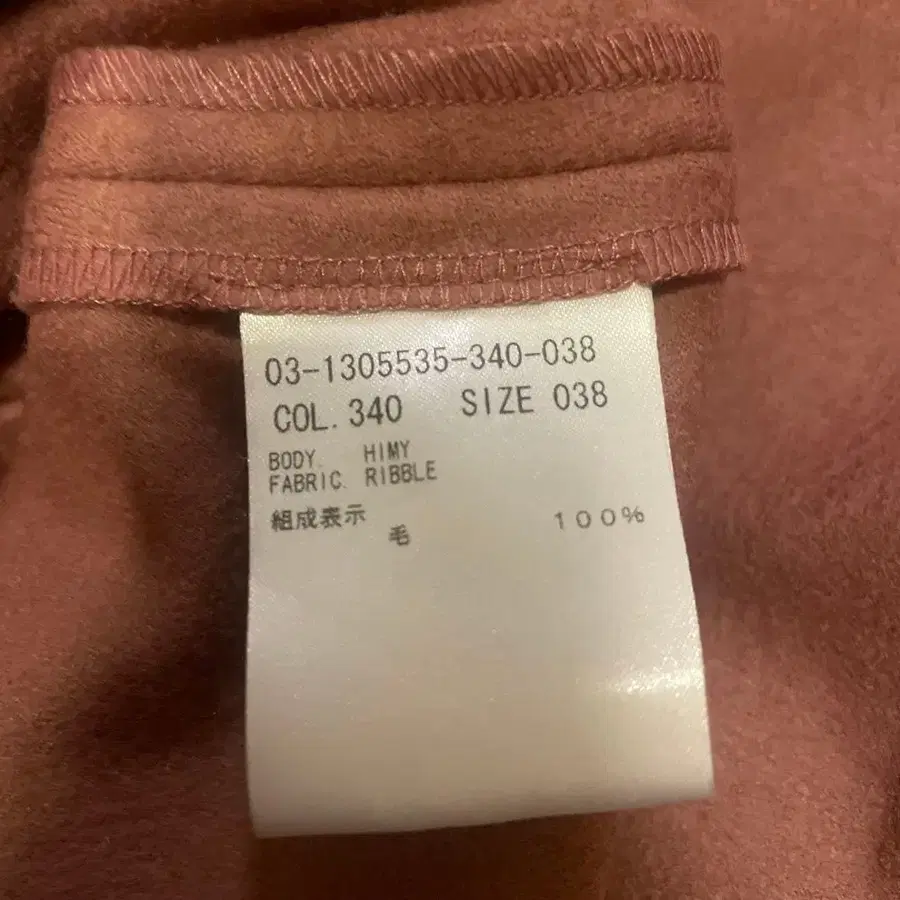 03-1305535-340-038
COL. 340 SIZE 038
BODY. HIMY
FABRIC. RIBBLE
組成表示
毛 100%